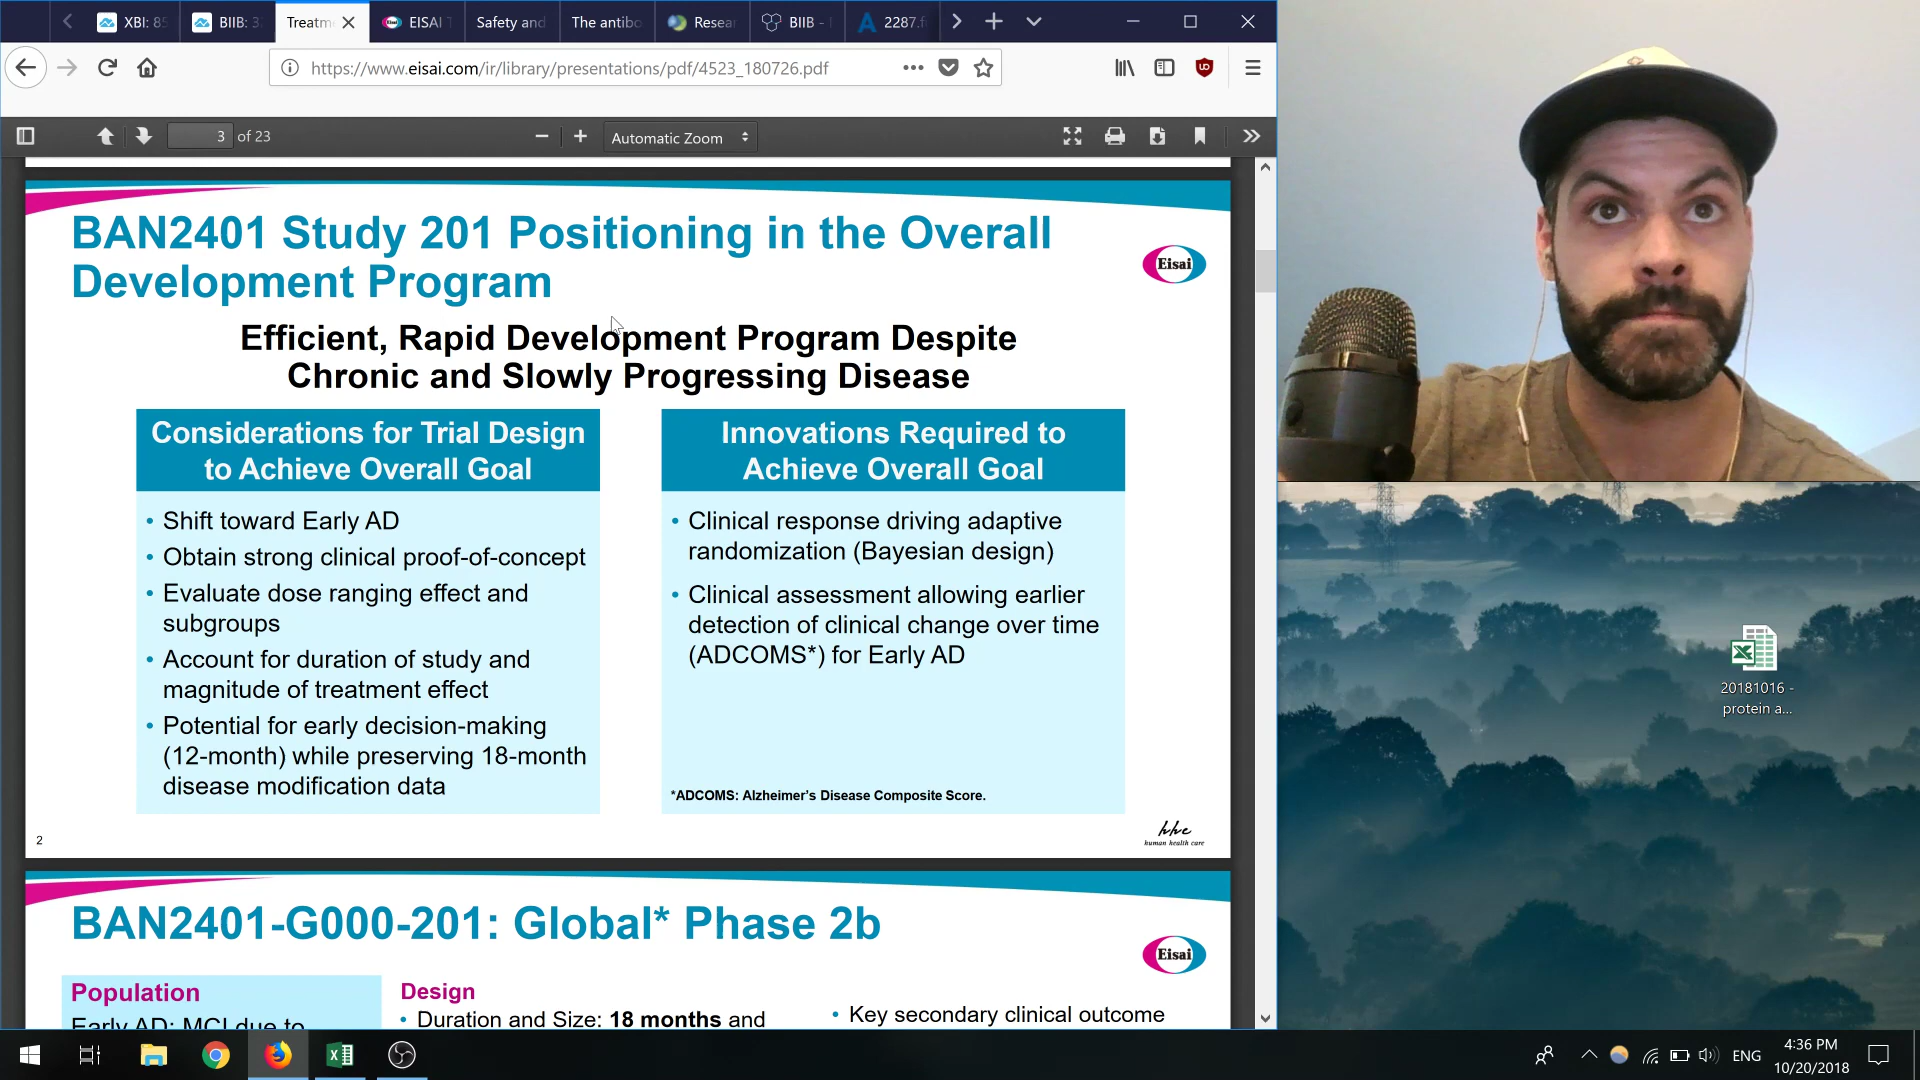 XBI: 85
BIIB: 3
Treatm
EISAI T
Safety and
The antibo
Resear
BIIB -
2287.f
https://www.eisai.com/ir/library/presentations/pdf/4523_180726.pdf
3 of 23
Automatic Zoom
BAN2401 Study 201 Positioning in the Overall
Development Program
Eisai
Efficient, Rapid Development Program Despite
Chronic and Slowly Progressing Disease
Considerations for Trial Design
to Achieve Overall Goal
• Shift toward Early AD
• Obtain strong clinical proof-of-concept
• Evaluate dose ranging effect and
subgroups
• Account for duration of study and
magnitude of treatment effect
• Potential for early decision-making
(12-month) while preserving 18-month
disease modification data
Innovations Required to
Achieve Overall Goal
• Clinical response driving adaptive
randomization (Bayesian design)
• Clinical assessment allowing earlier
detection of clinical change over time
(ADCOMS*) for Early AD
*ADCOMS: Alzheimer's Disease Composite Score.
2
hhc
human health care
BAN2401-G000-201: Global* Phase 2b
Eisai
Population
Early AD: MCI due to
Design
• Duration and Size: 18 months and
• Key secondary clinical outcome
20181016 -
protein a...
ENG
4:36 PM
10/20/2018